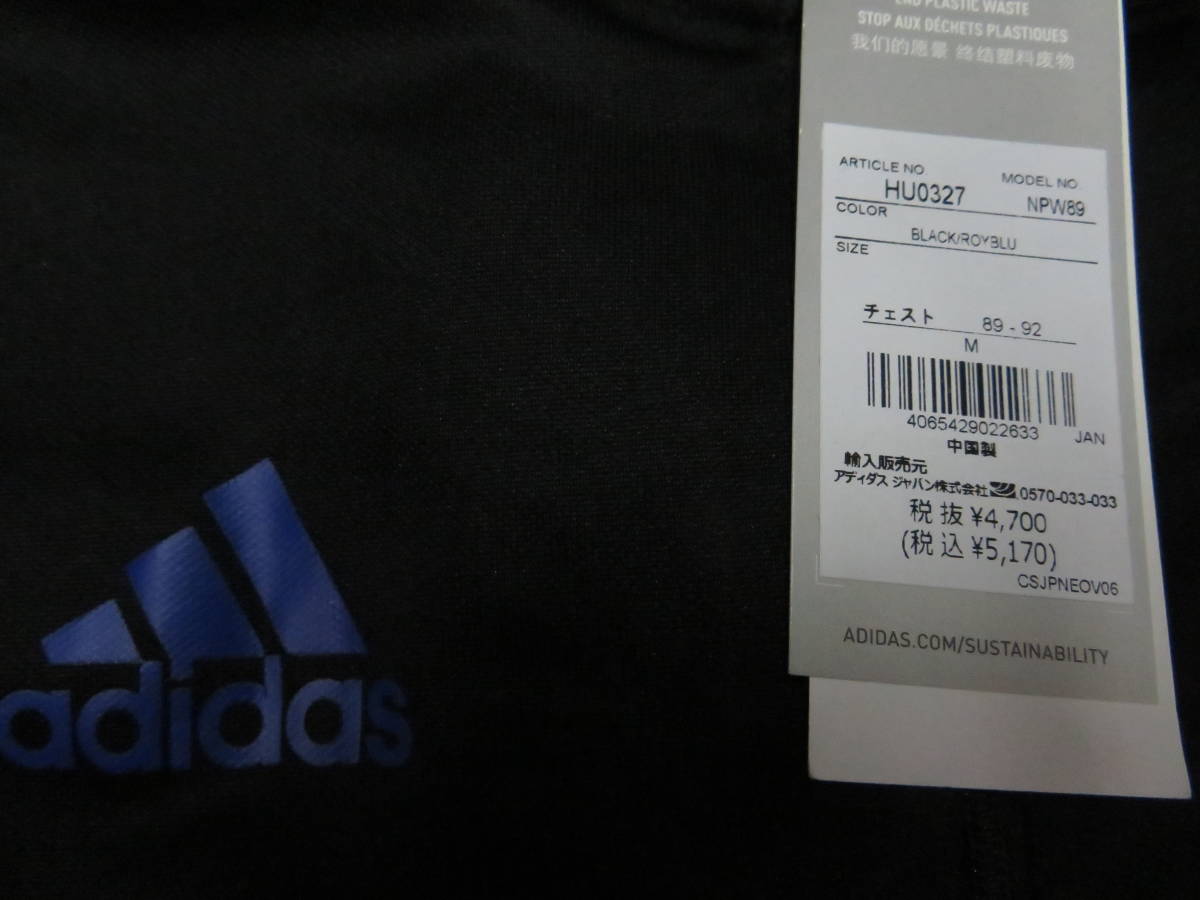 END PLASTIC WASTE
STOP AUX DÉCHETS PLASTIQUES
我们的愿景 终结塑料废物
ARTICLE NO
MODEL NO.
HU0327
NPW89
COLOR
BLACK/ROYBLU
SIZE
チェスト 89 - 92
M
4065429022633 JAN
中国製
輸入販売元
アディダス ジャパン株式会社 0570-033-033
税抜 ¥4,700
(税込 ¥5,170)
CSJPNEOV06
ADIDAS.COM/SUSTAINABILITY
adidas